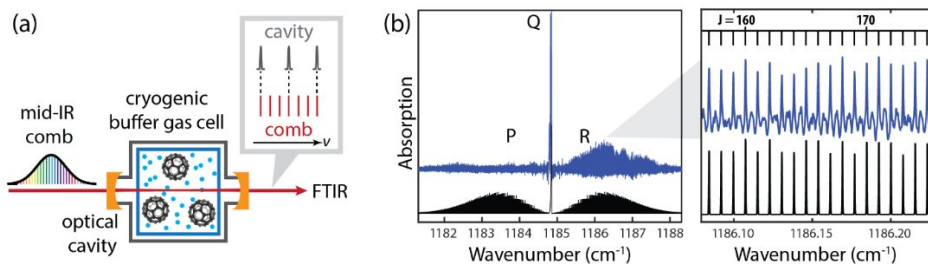 (a)
cavity
comb
ν
mid-IR
comb
cryogenic
buffer gas cell
FTIR
optical
cavity
(b)
Q
P
R
Absorption
1182 1183 1184 1185 1186 1187 1188
Wavenumber (cm⁻¹)
J = 160 170
1186.10 1186.15 1186.20
Wavenumber (cm⁻¹)